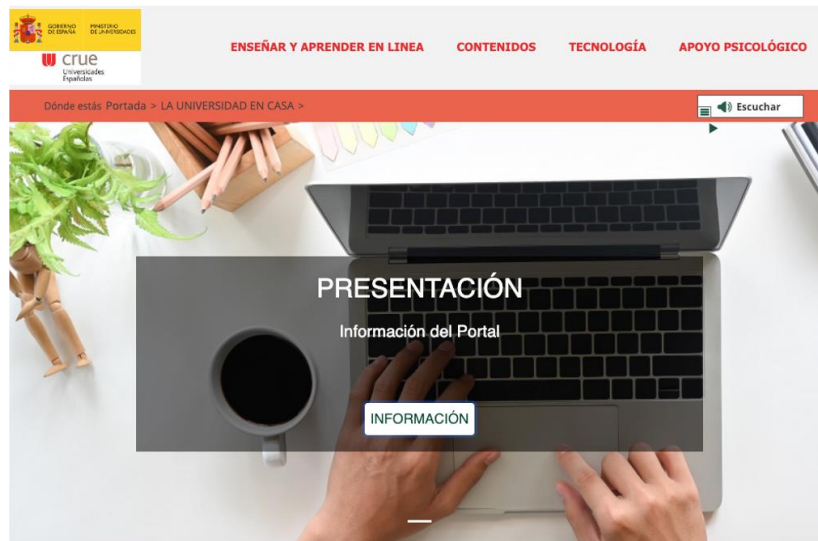 GOBIERNO DE ESPAÑA
MINISTERIO DE UNIVERSIDADES
crue
Universidades
Españolas
ENSEÑAR Y APRENDER EN LINEA CONTENIDOS TECNOLOGÍA APOYO PSICOLÓGICO
Dónde estás Portada > LA UNIVERSIDAD EN CASA >
Escuchar
PRESENTACIÓN
Información del Portal
INFORMACIÓN